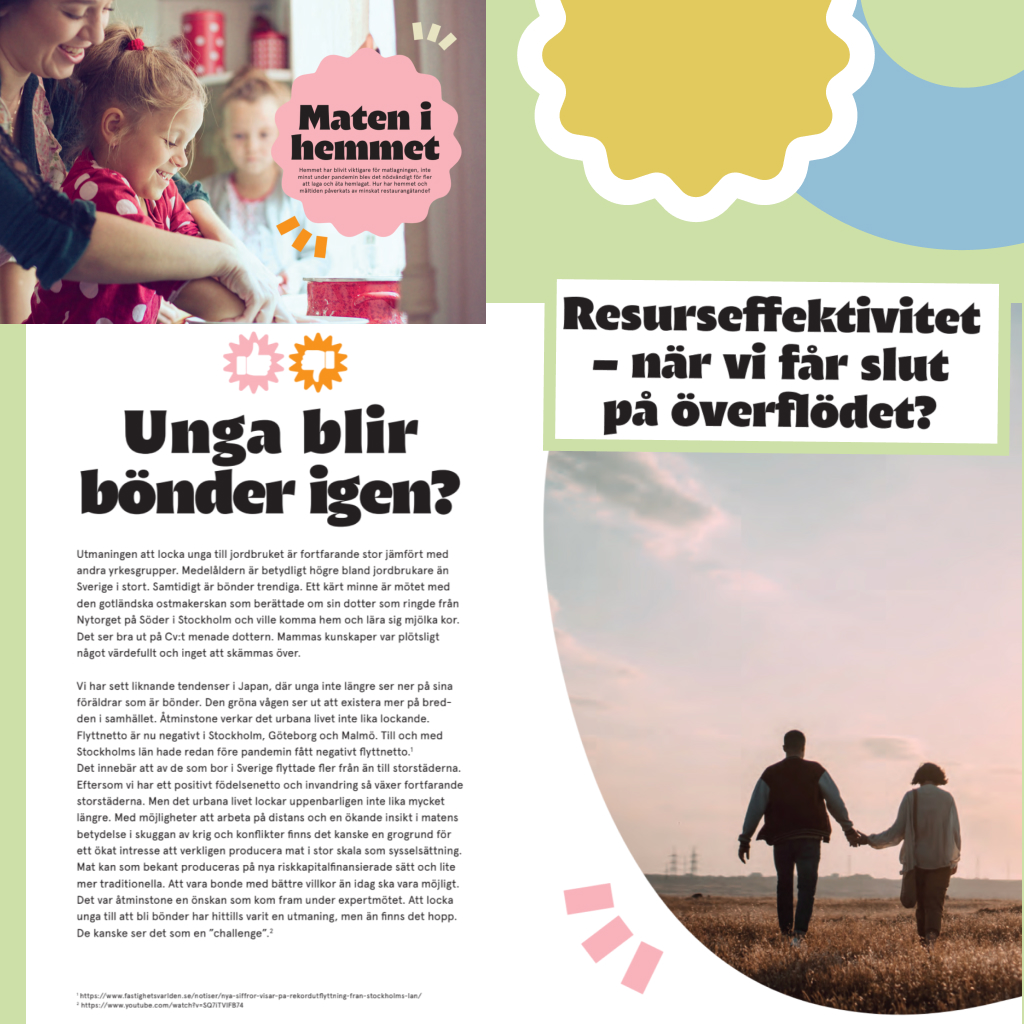 Maten i
hemmet
Hemmet har blivit viktigare för matlagningen, inte
minst under pandemin blev det nödvändigt för fler
att laga och äta hemlagat. Hur har hemmet och
måltiden påverkats av minskat restaurangätande?
Unga blir
bönder igen?
Utmaningen att locka unga till jordbruket är fortfarande stor jämfört med
andra yrkesgrupper. Medelåldern är betydligt högre bland jordbrukare än
Sverige i stort. Samtidigt är bönder trendiga. Ett kärt minne är mötet med
den gotländska ostmakerskan som berättade om sin dotter som ringde från
Nytorget på Söder i Stockholm och ville komma hem och lära sig mjölka kor.
Det ser bra ut på Cv:t menade dottern. Mammas kunskaper var plötsligt
något värdefullt och inget att skämmas över.
Vi har sett liknande tendenser i Japan, där unga inte längre ser ner på sina
föräldrar som är bönder. Den gröna vågen ser ut att existera mer på bred-
den i samhället. Åtminstone verkar det urbana livet inte lika lockande.
Flyttnetto är nu negativt i Stockholm, Göteborg och Malmö. Till och med
Stockholms län hade redan före pandemin fått negativt flyttnetto.¹
Det innebär att av de som bor i Sverige flyttade fler från än till storstäderna.
Eftersom vi har ett positivt födelsenetto och invandring så växer fortfarande
storstäderna. Men det urbana livet lockar uppenbarligen inte lika mycket
längre. Med möjligheter att arbeta på distans och en ökande insikt i matens
betydelse i skuggan av krig och konflikter finns det kanske en grogrund för
ett ökat intresse att verkligen producera mat i stor skala som sysselsättning.
Mat kan som bekant produceras på nya riskkapitalfinansierade sätt och lite
mer traditionella. Att vara bonde med bättre villkor än idag ska vara möjligt.
Det var åtminstone en önskan som kom fram under expertmötet. Att locka
unga till att bli bönder har hittills varit en utmaning, men än finns det hopp.
De kanske ser det som en ”challenge”.²
¹ https://www.fastighetsvarlden.se/notiser/nya-siffror-visar-pa-rekordutflyttning-fran-stockholms-lan/
² https://www.youtube.com/watch?v=SQ7iTVIFB74
Resurseffektivitet
– när vi får slut
på överflödet?